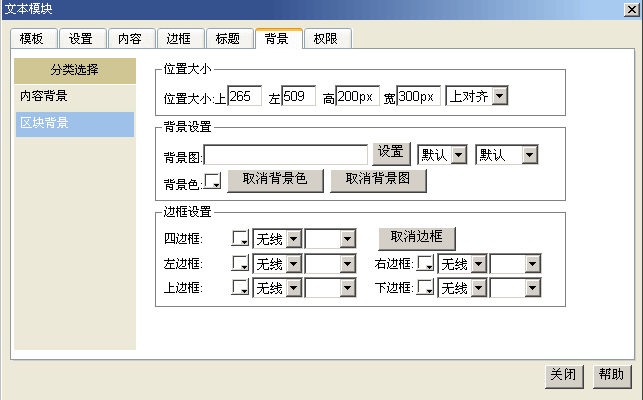 文本模块
模板 设置 内容 边框 标题 背景 权限
分类选择
内容背景
区块背景
位置大小
位置大小:上 265 左 509 高 200px 宽 300px 上对齐
背景设置
背景图: 设置 默认 默认
背景色: 取消背景色 取消背景图
边框设置
四边框: 无线 取消边框
左边框: 无线 右边框: 无线
上边框: 无线 下边框: 无线
关闭 帮助